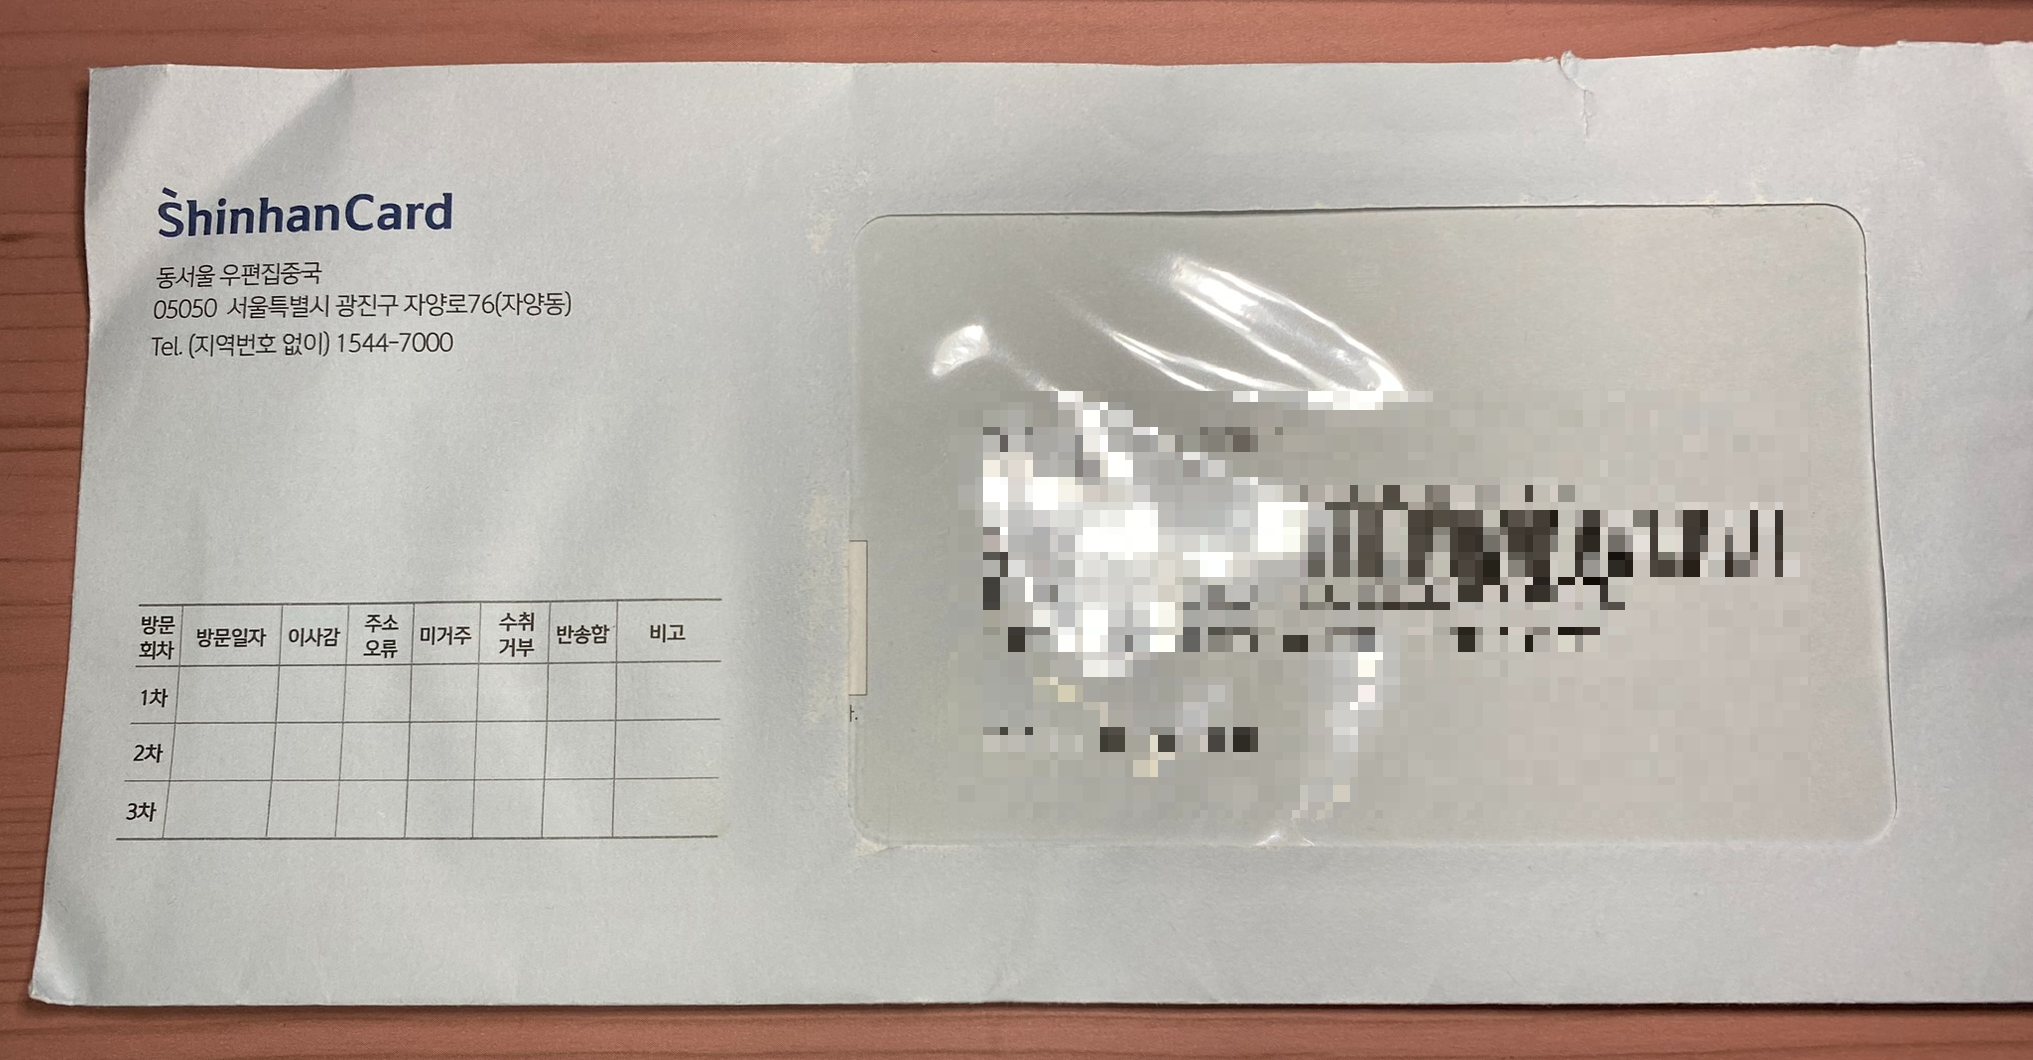 ShinhanCard
동서울 우편집중국
05050 서울특별시 광진구 자양로76(자양동)
Tel. (지역번호 없이) 1544-7000
방문회차 방문일자 이사감 주소오류 미거주 수취거부 반송함 비고
1차
2차
3차